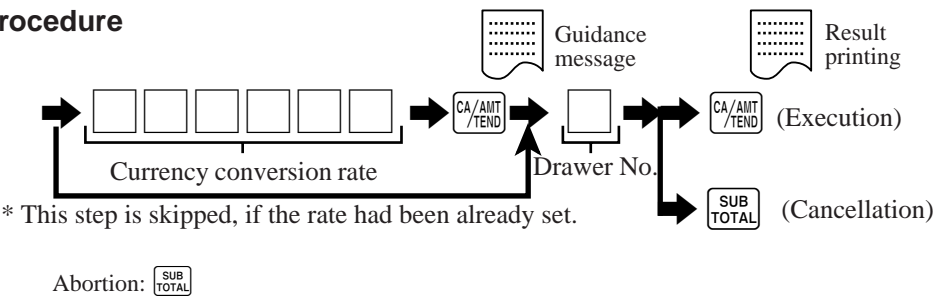 rocedure
Guidance
message
Result
printing
CA/AMT
TEND
CA/AMT
TEND
(Execution)
Currency conversion rate
Drawer No.
* This step is skipped, if the rate had been already set.
SUB
TOTAL
(Cancellation)
Abortion: SUB
TOTAL